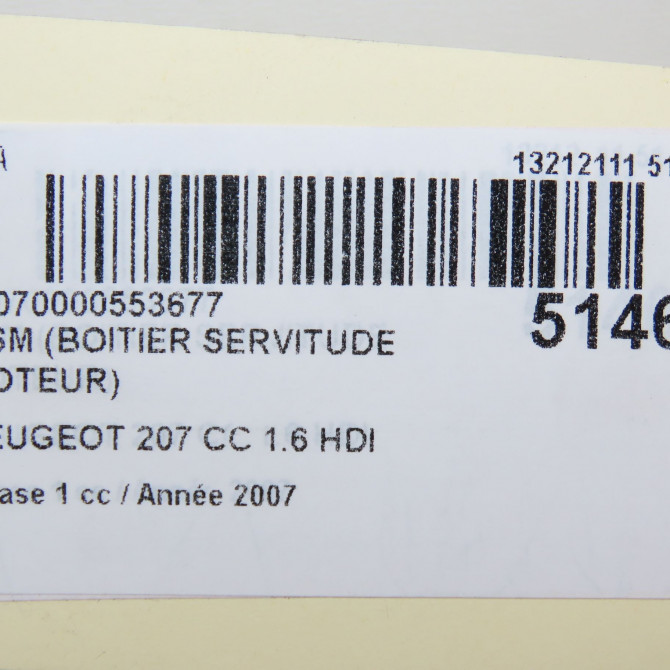 13212111 51
070000553677
5146
SM (BOITIER SERVITUDE
OTEUR)
EUGEOT 207 CC 1.6 HDI
ase 1 cc / Année 2007